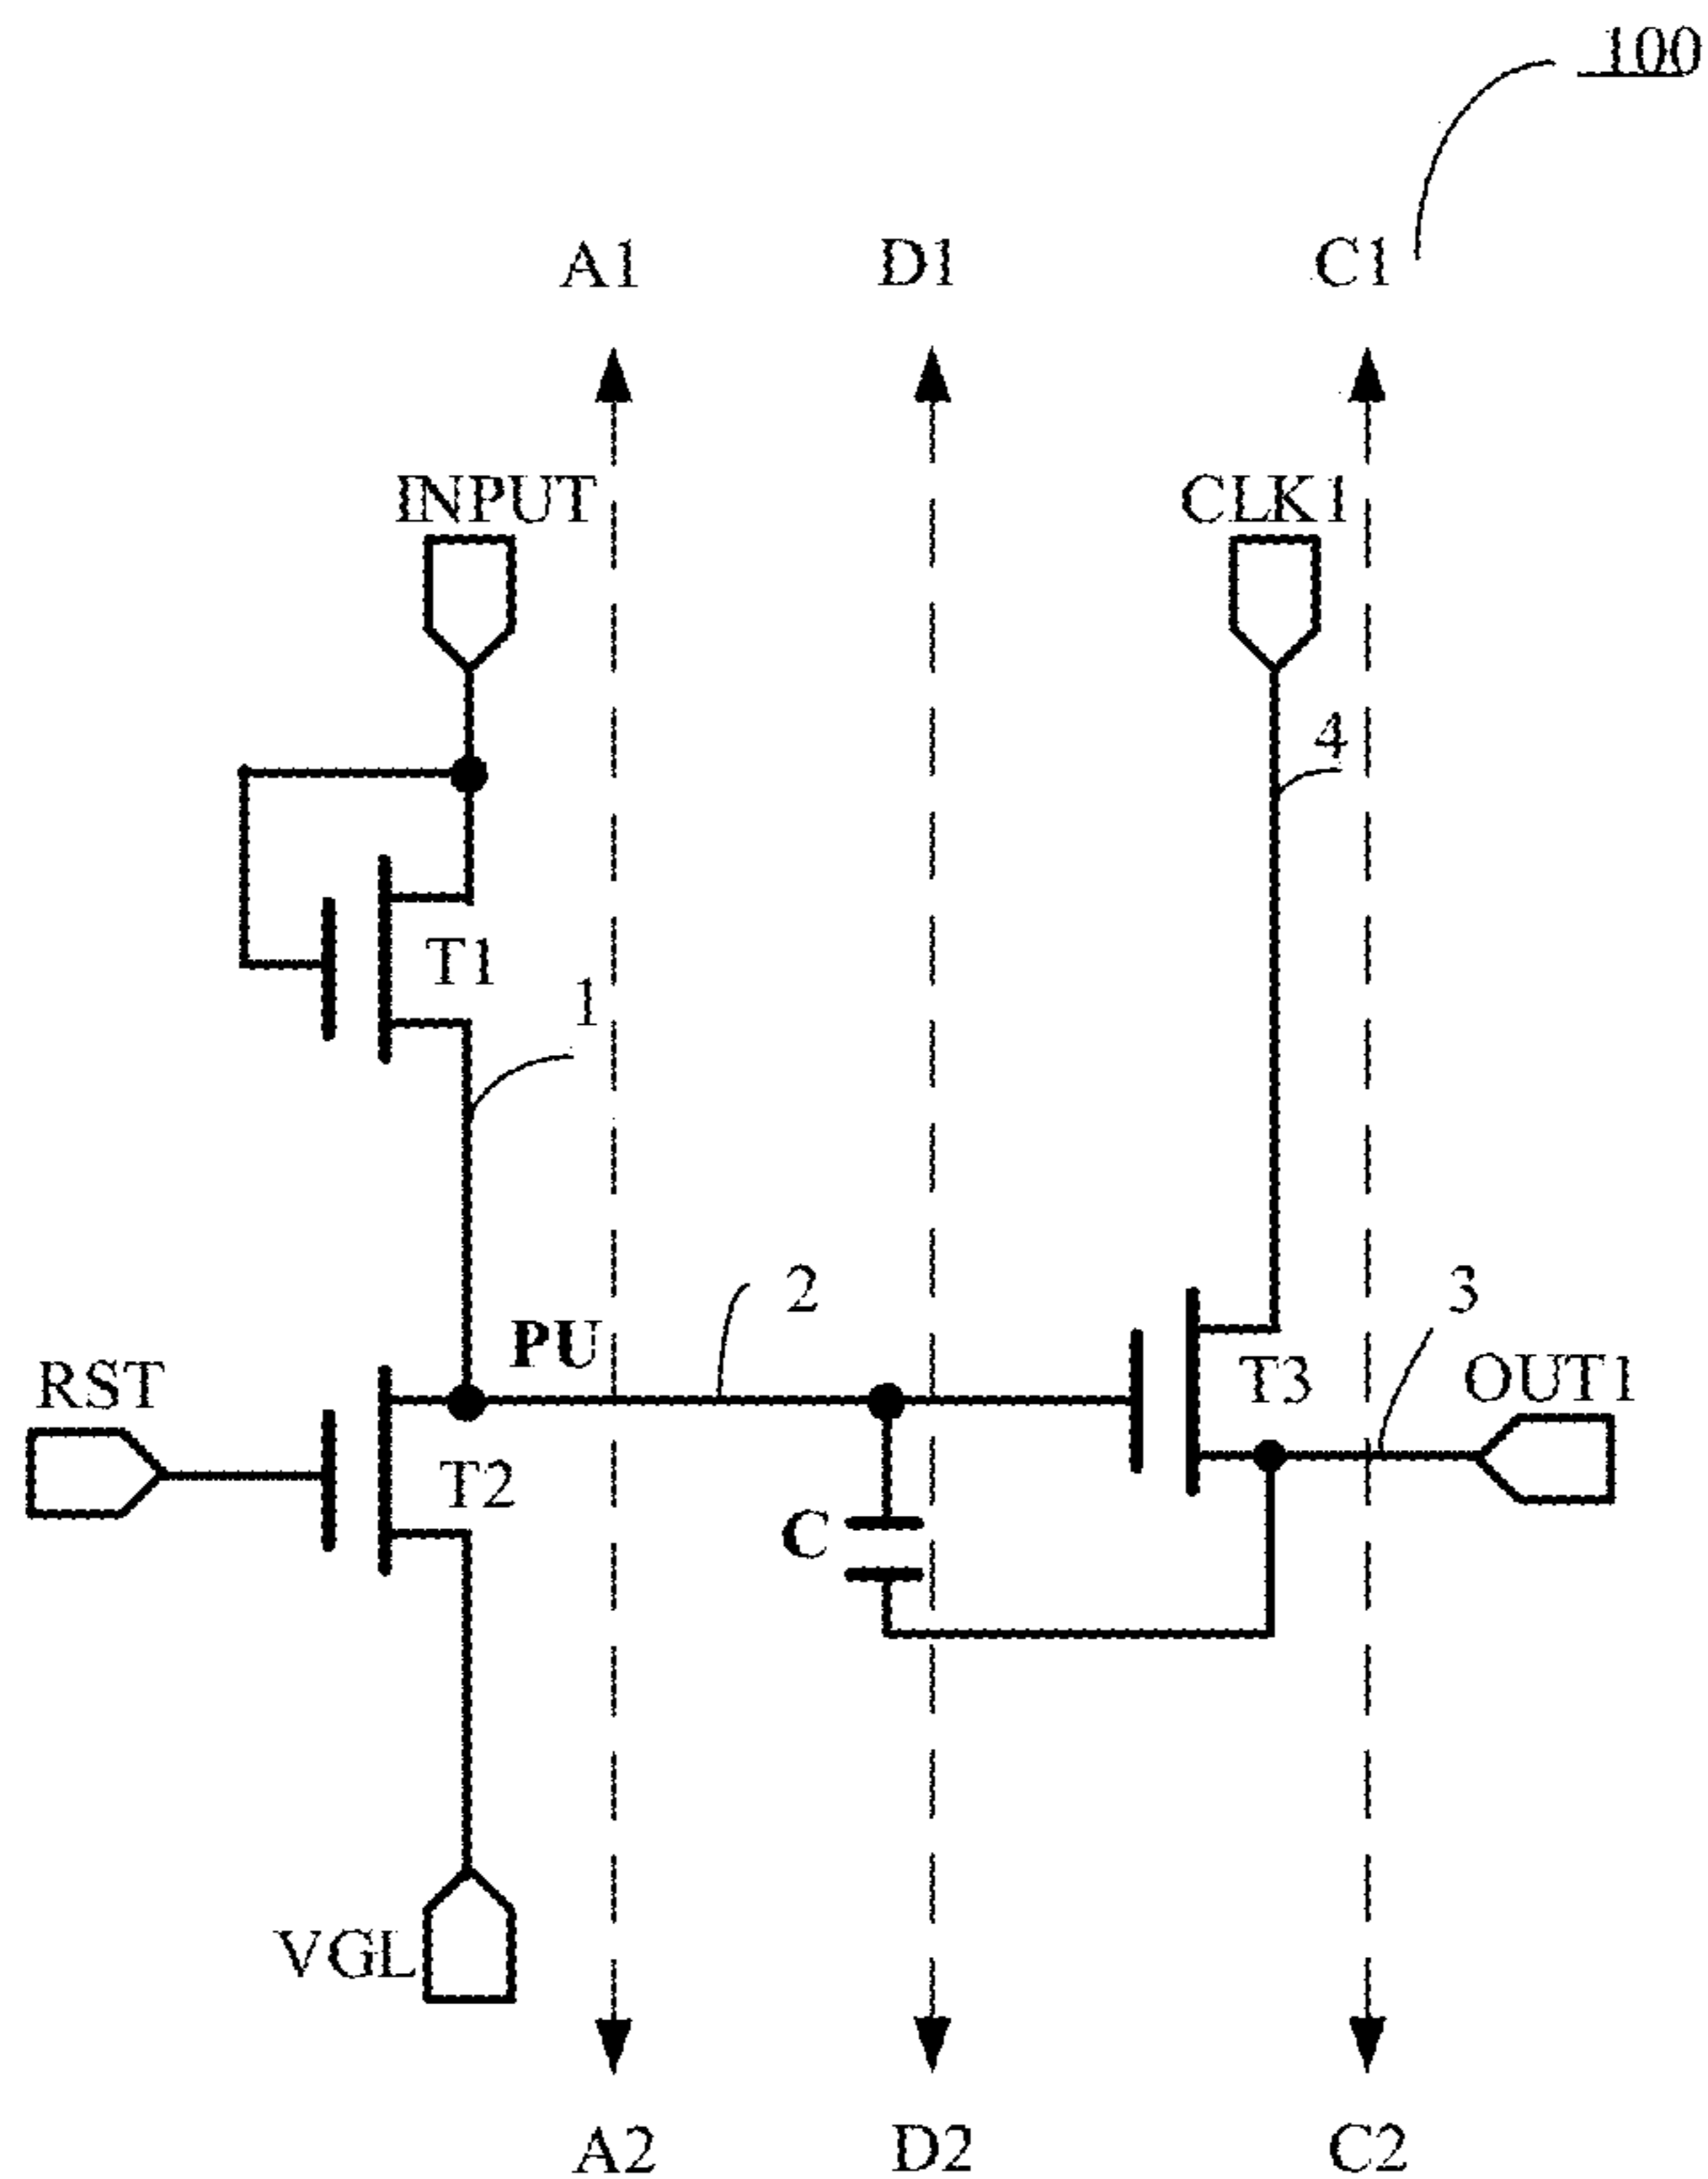 100
A1 D1 C1
INPUT CLK1
4
T1
1
2 3
PU
RST T3 OUT1
T2
C
VGL
A2 D2 C2